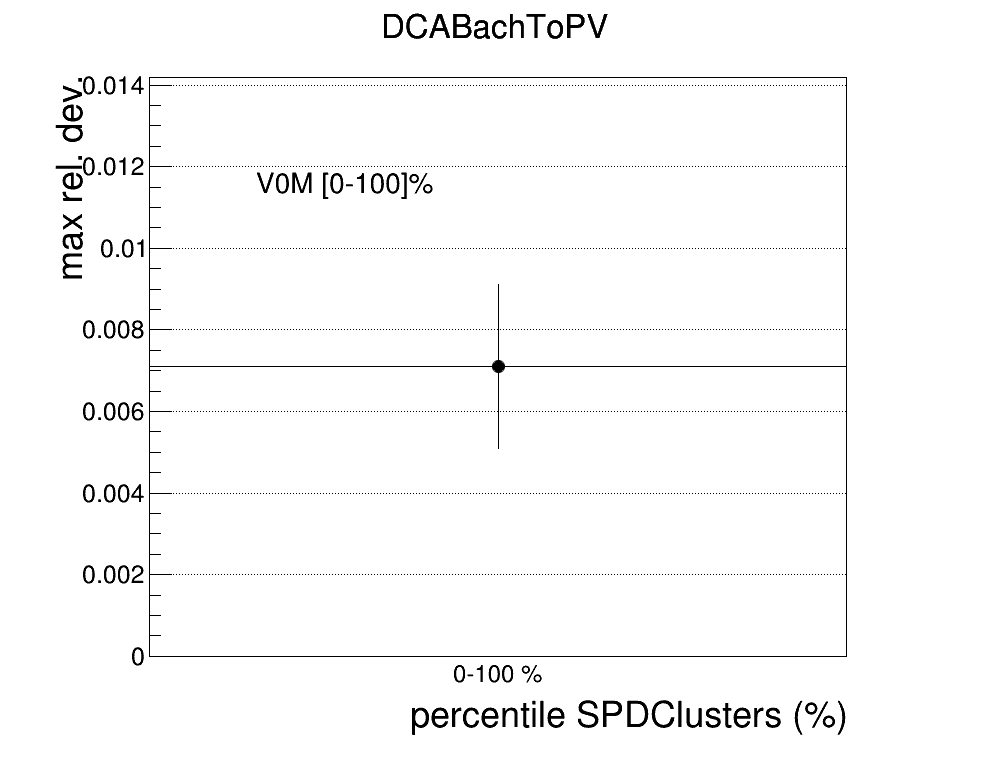 DCABachToPV
max rel. dev.
0.014
0.012
V0M [0-100]%
0.01
0.008
0.006
0.004
0.002
0
0-100 %
percentile SPDClusters (%)